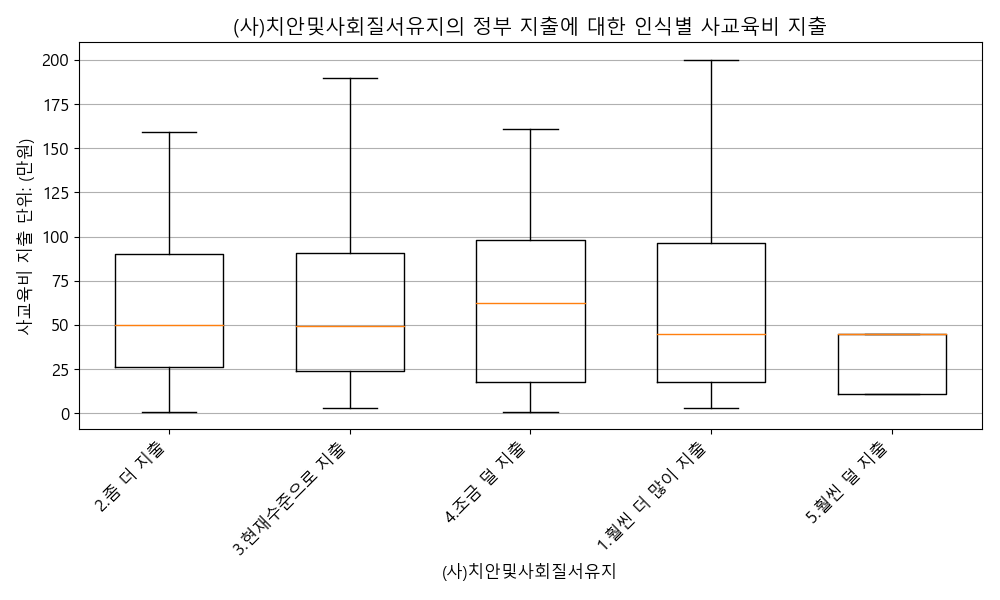 (사)치안및사회질서유지의 정부 지출에 대한 인식별 사교육비 지출
사교육비 지출 단위: (만원)
200
175
150
125
100
75
50
25
0
2.좀 더 지출
3.현재수준으로 지출
4.조금 덜 지출
1.훨씬 더 많이 지출
5.훨씬 덜 지출
(사)치안및사회질서유지